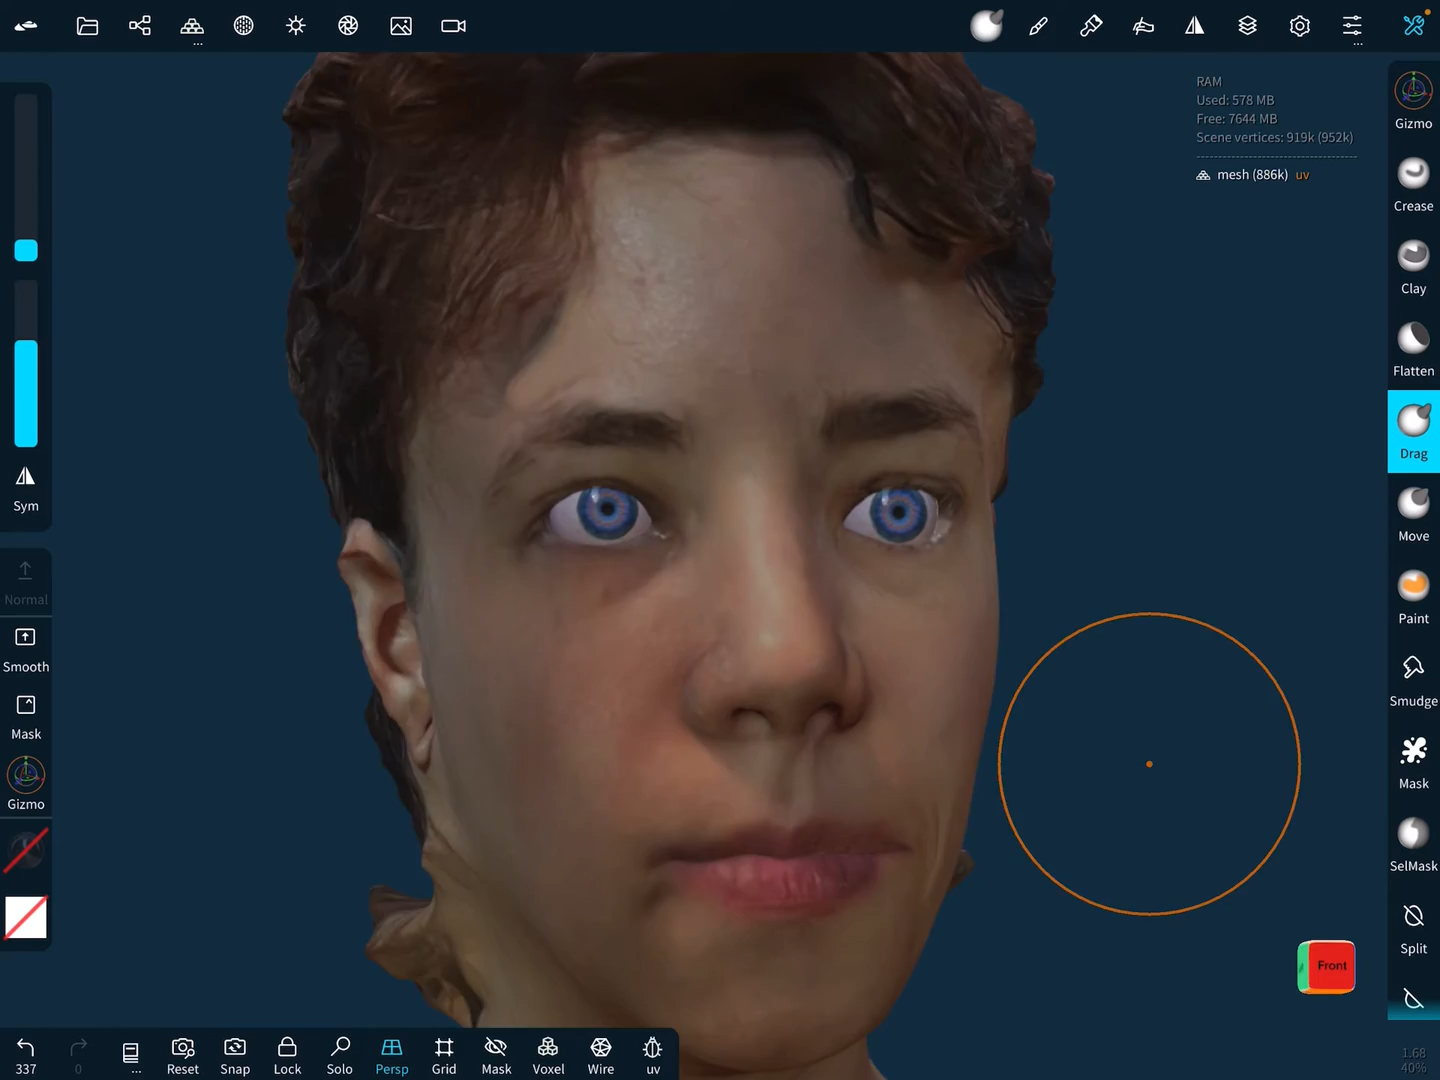 RAM
Used: 578 MB
Free: 7644 MB
Scene vertices: 919k (952k)
mesh (886k) uv
Gizmo
Crease
Clay
Flatten
Drag
Move
Paint
Smudge
Mask
SelMask
Split
Sym
Normal
Smooth
Mask
Gizmo
Front
337
0
...
Reset
Snap
Lock
Solo
Persp
Grid
Mask
Voxel
Wire
uv
1.68
40%